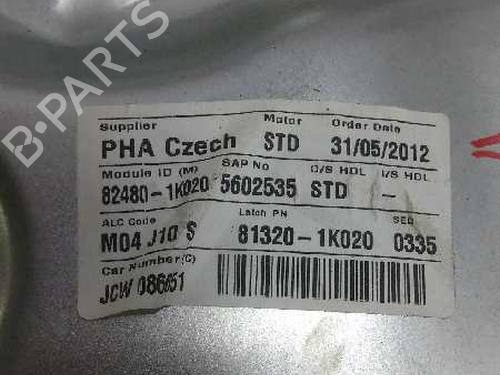 B-PARTS
Supplier Motor Order Date
PHA Czech STD 31/05/2012
Module ID (M) SAP No O/S HDL I/S HDL
82480-1K020 5602535 STD -
ALC Code Latch PN SEQ
M04 J10 S 81320-1K020 0335
Car Number(C)
JCW 086651